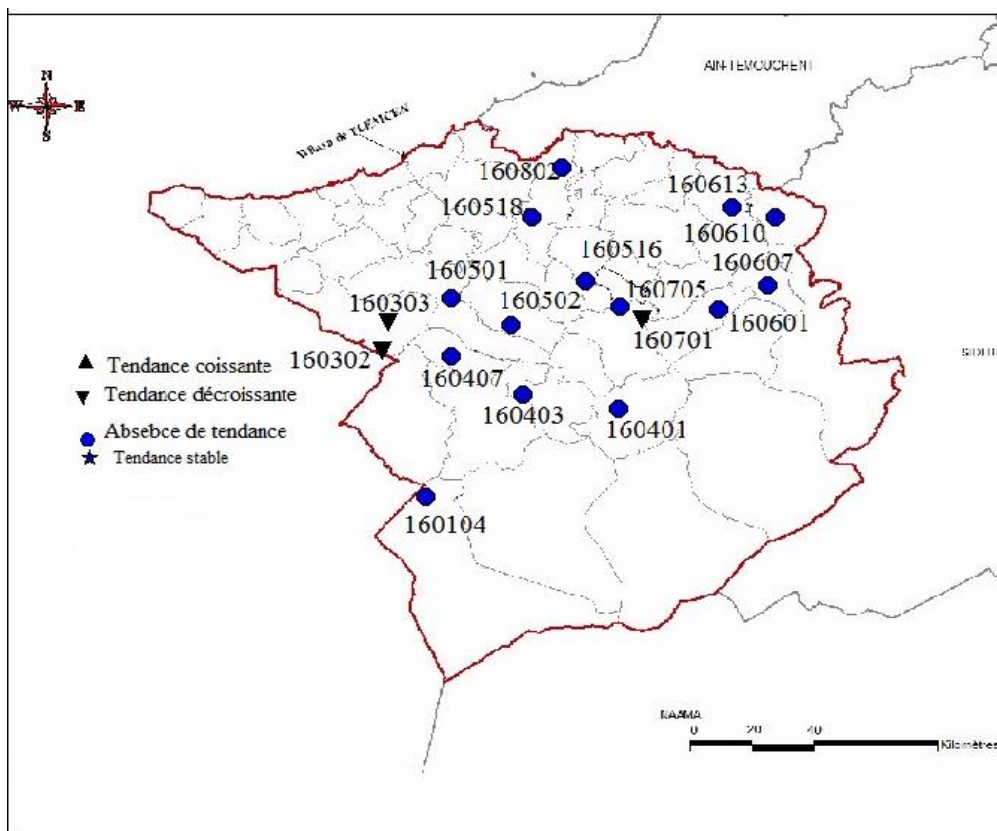 AIN-TEMOUCHENT
N
W E
S
Wilaya de TLEMCEN
160802
160613
160518
160610
160516
160607
160501
160502
160705
160303
160601
160701
160302
160407
160403
160401
160104
Tendance coissante
Tendance décroissante
Absebce de tendance
Tendance stable
NAAMA
0 20 40
Kilomètres